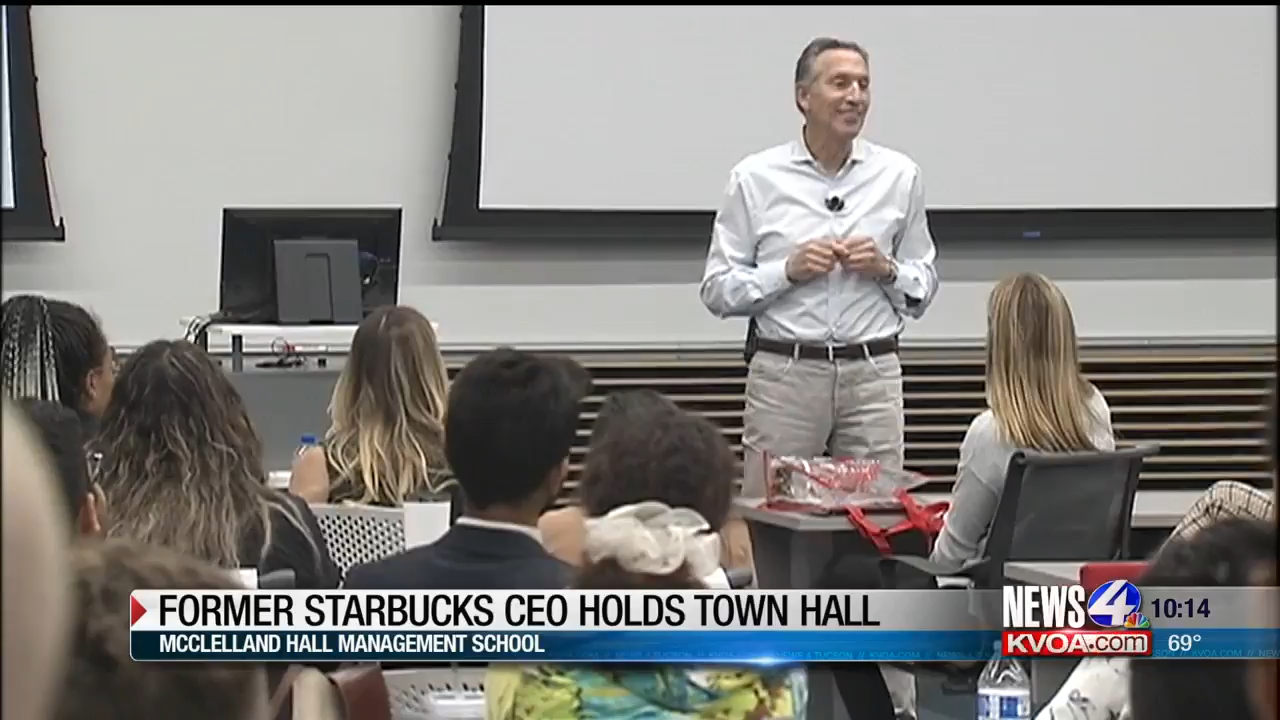 FORMER STARBUCKS CEO HOLDS TOWN HALL
MCCLELLAND HALL MANAGEMENT SCHOOL
NEWS 4
10:14
KVOA.com
69°